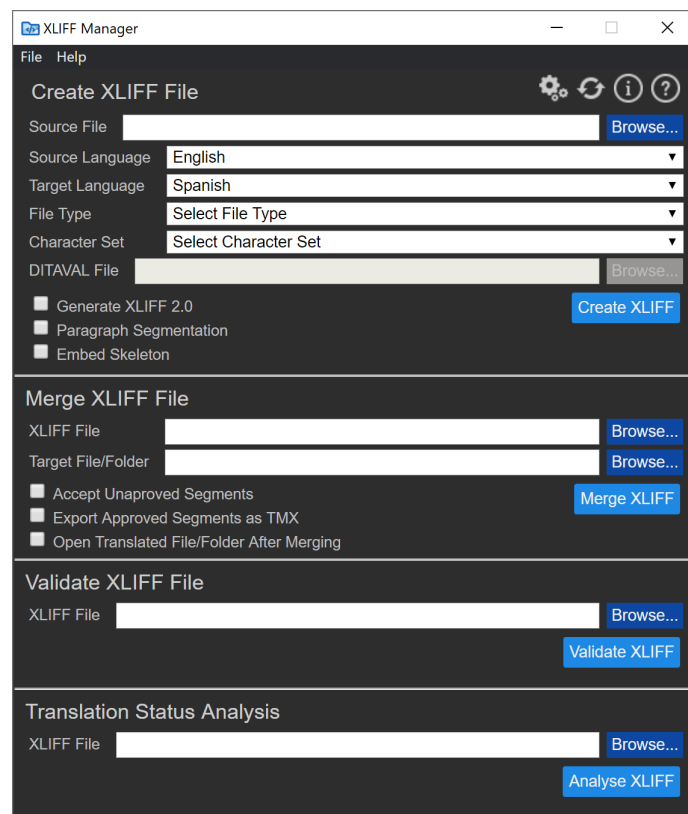 XLIFF Manager
File Help
Create XLIFF File
Source File Browse...
Source Language English
Target Language Spanish
File Type Select File Type
Character Set Select Character Set
DITAVAL File Browse...
Generate XLIFF 2.0 Create XLIFF
Paragraph Segmentation
Embed Skeleton
Merge XLIFF File
XLIFF File Browse...
Target File/Folder Browse...
Accept Unaproved Segments Merge XLIFF
Export Approved Segments as TMX
Open Translated File/Folder After Merging
Validate XLIFF File
XLIFF File Browse...
Validate XLIFF
Translation Status Analysis
XLIFF File Browse...
Analyse XLIFF